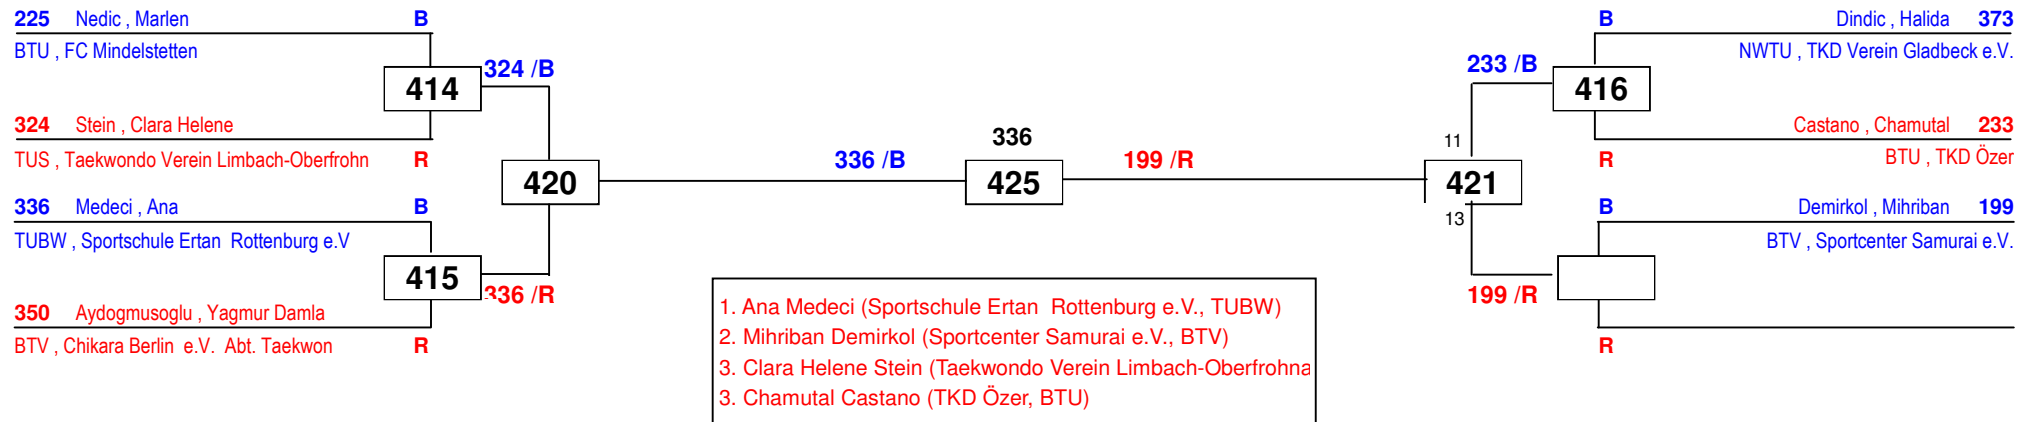 225 Nedic , Marlen B
BTU , FC Mindelstetten
414
324 /B
324 Stein , Clara Helene
TUS , Taekwondo Verein Limbach-Oberfrohn R
420
336 Medeci , Ana B
TUBW , Sportschule Ertan Rottenburg e.V
415
336 /R
350 Aydogmusoglu , Yagmur Damla
BTV , Chikara Berlin e.V. Abt. Taekwon R
336 /B
336
425
199 /R
B Dindic , Halida 373
NWTU , TKD Verein Gladbeck e.V.
233 /B
416
Castano , Chamutal 233
R BTU , TKD Özer
11
421
13
B Demirkol , Mihriban 199
BTV , Sportcenter Samurai e.V.
199 /R
R
1. Ana Medeci (Sportschule Ertan Rottenburg e.V., TUBW)
2. Mihriban Demirkol (Sportcenter Samurai e.V., BTV)
3. Clara Helene Stein (Taekwondo Verein Limbach-Oberfrohna
3. Chamutal Castano (TKD Özer, BTU)